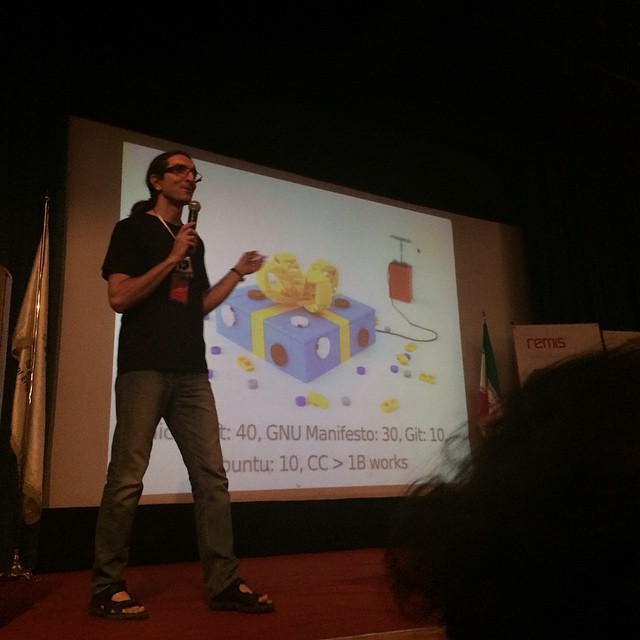 remis
t: 40, GNU Manifesto: 30, Git: 10,
buntu: 10, CC > 1B works